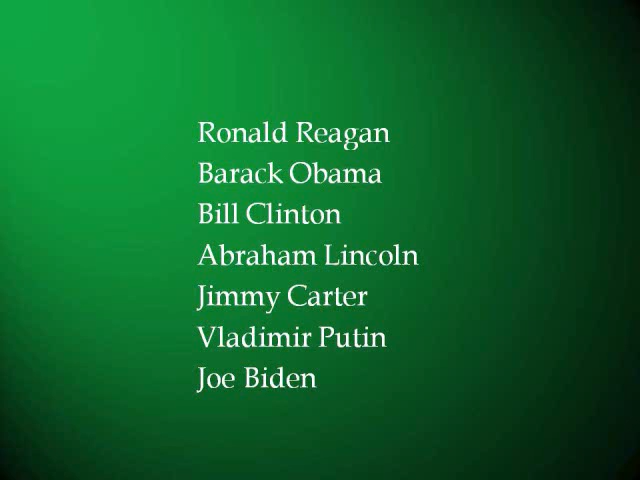 Ronald Reagan
Barack Obama
Bill Clinton
Abraham Lincoln
Jimmy Carter
Vladimir Putin
Joe Biden